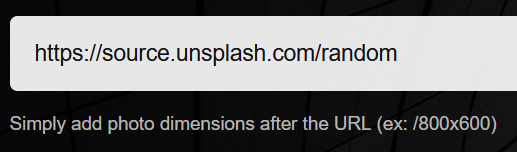 https://source.unsplash.com/random
Simply add photo dimensions after the URL (ex: /800x600)